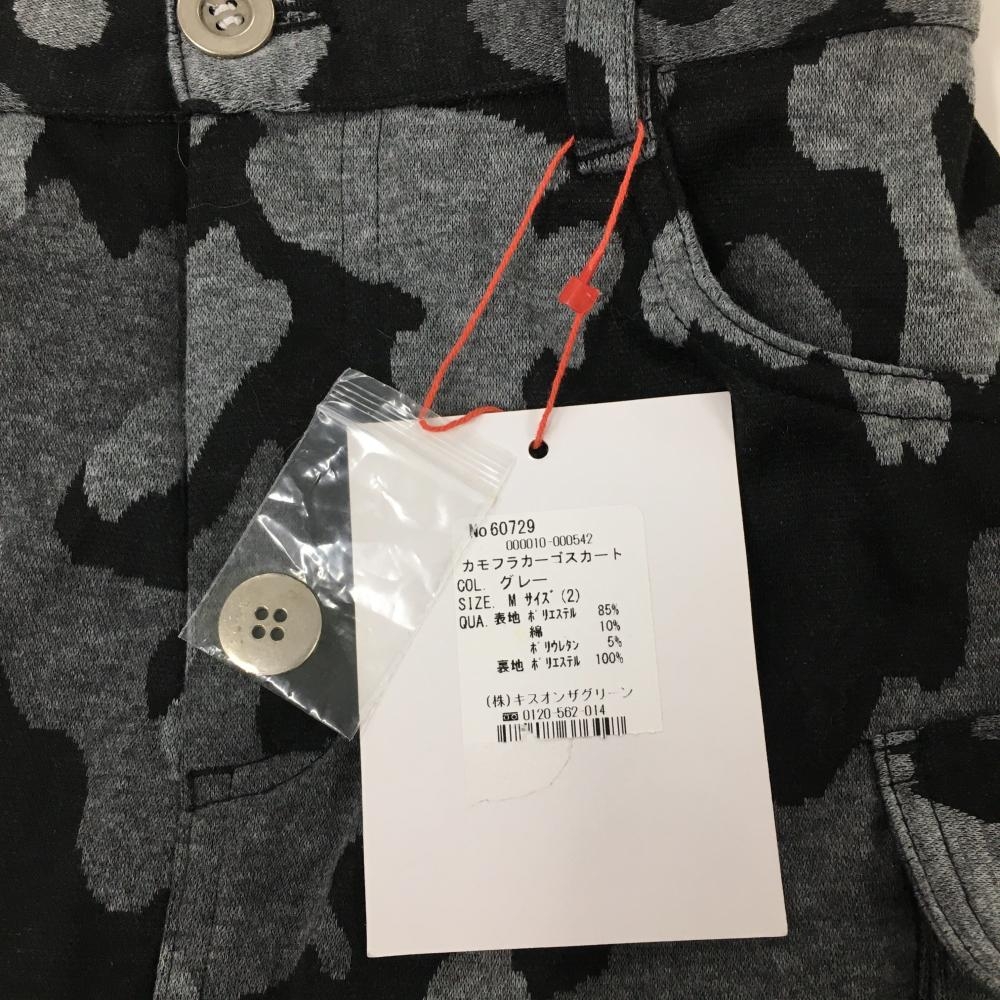 No 60729
000010-000542
カモフラカーゴスカート
COL. グレー
SIZE. M ｻｲｽﾞ(2)
QUA. 表地 ﾎﾟﾘｴｽﾃﾙ 85%
綿 10%
ﾎﾟﾘｳﾚﾀﾝ 5%
裏地 ﾎﾟﾘｴｽﾃﾙ 100%
(株)キスオンザグリーン
0120-562-014